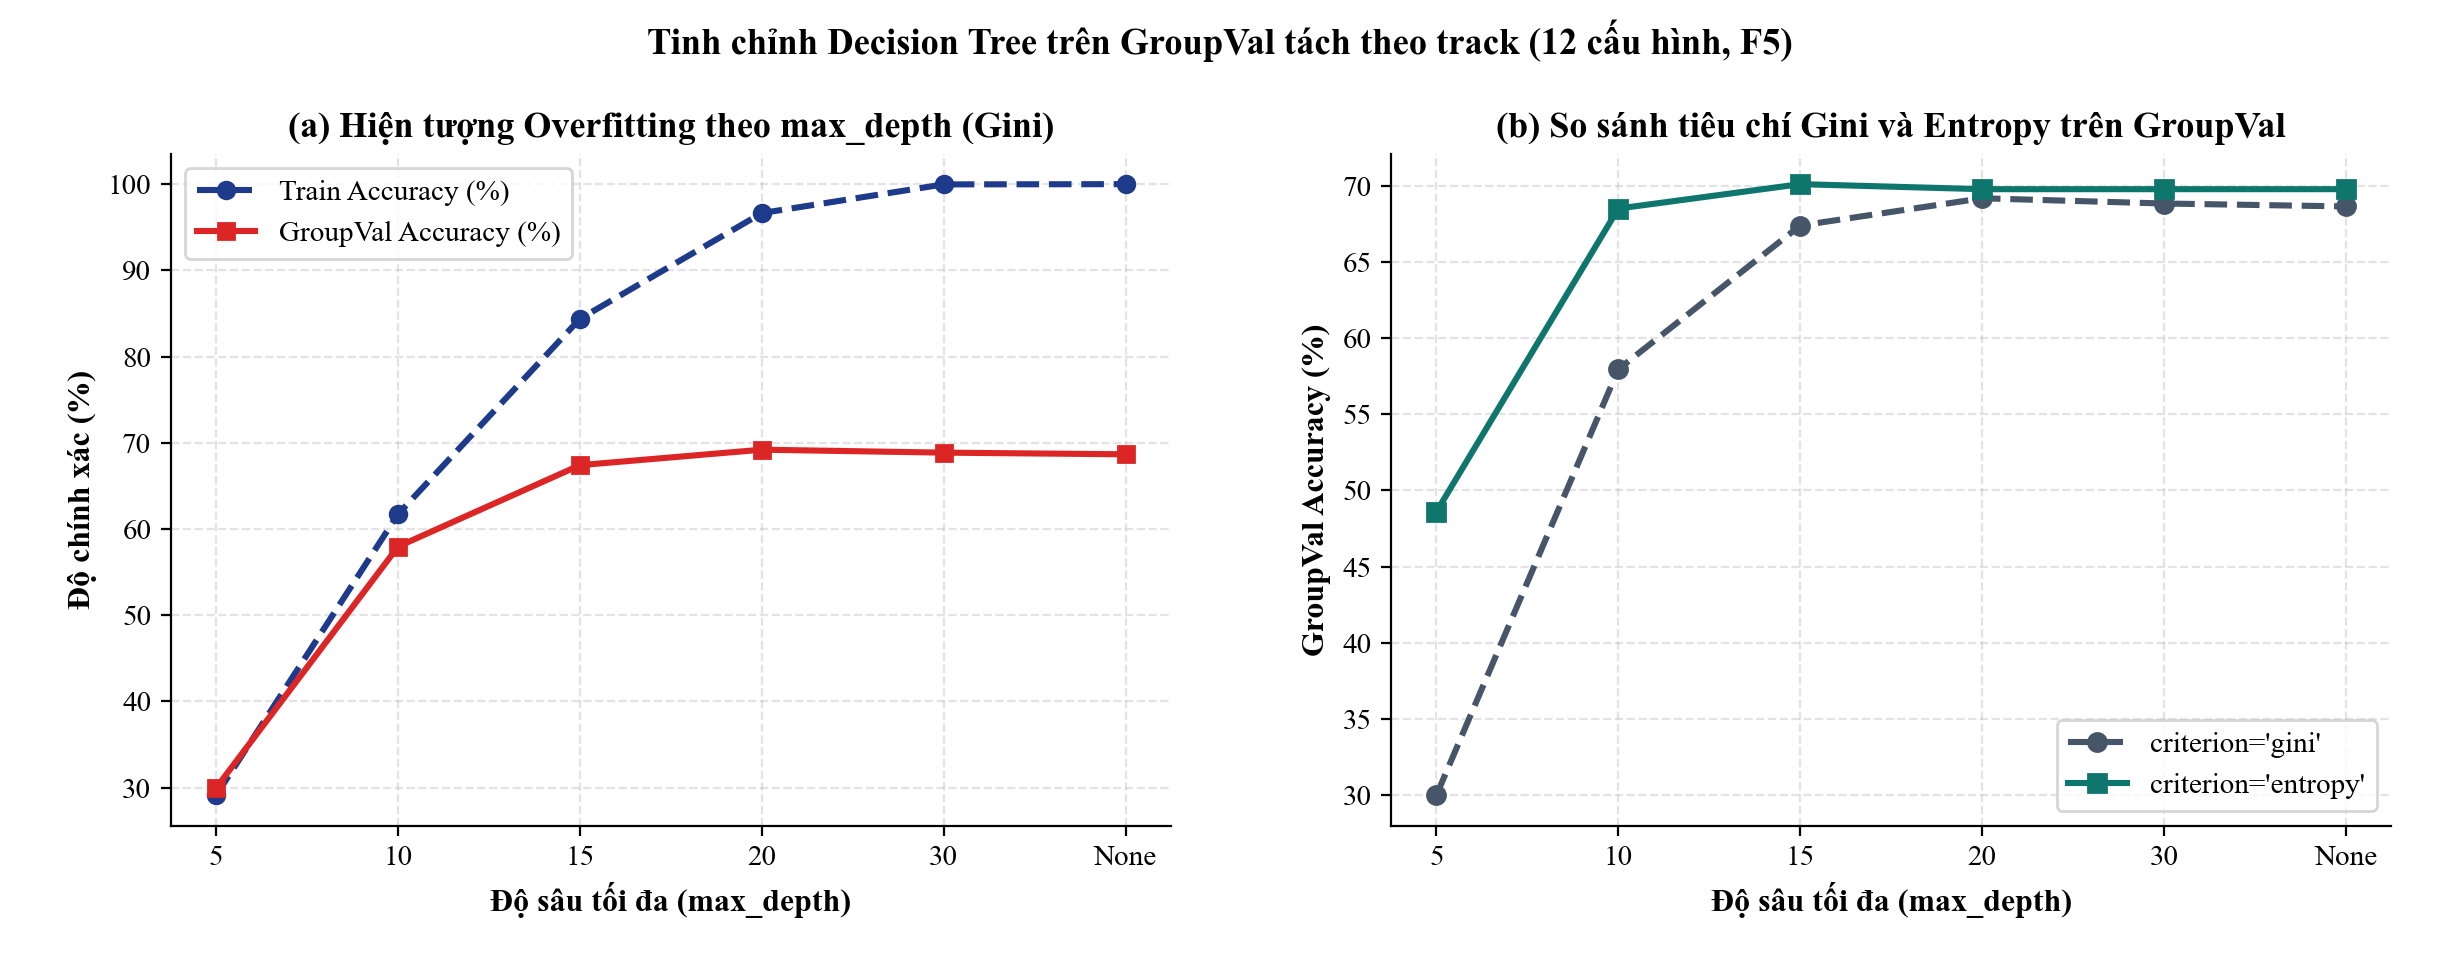 Tinh chỉnh Decision Tree trên GroupVal tách theo track (12 cấu hình, F5)
(a) Hiện tượng Overfitting theo max_depth (Gini)
Train Accuracy (%)
GroupVal Accuracy (%)
Độ chính xác (%)
100
90
80
70
60
50
40
30
5 10 15 20 30 None
Độ sâu tối đa (max_depth)
(b) So sánh tiêu chí Gini và Entropy trên GroupVal
GroupVal Accuracy (%)
70
65
60
55
50
45
40
35
30
criterion='gini'
criterion='entropy'
5 10 15 20 30 None
Độ sâu tối đa (max_depth)